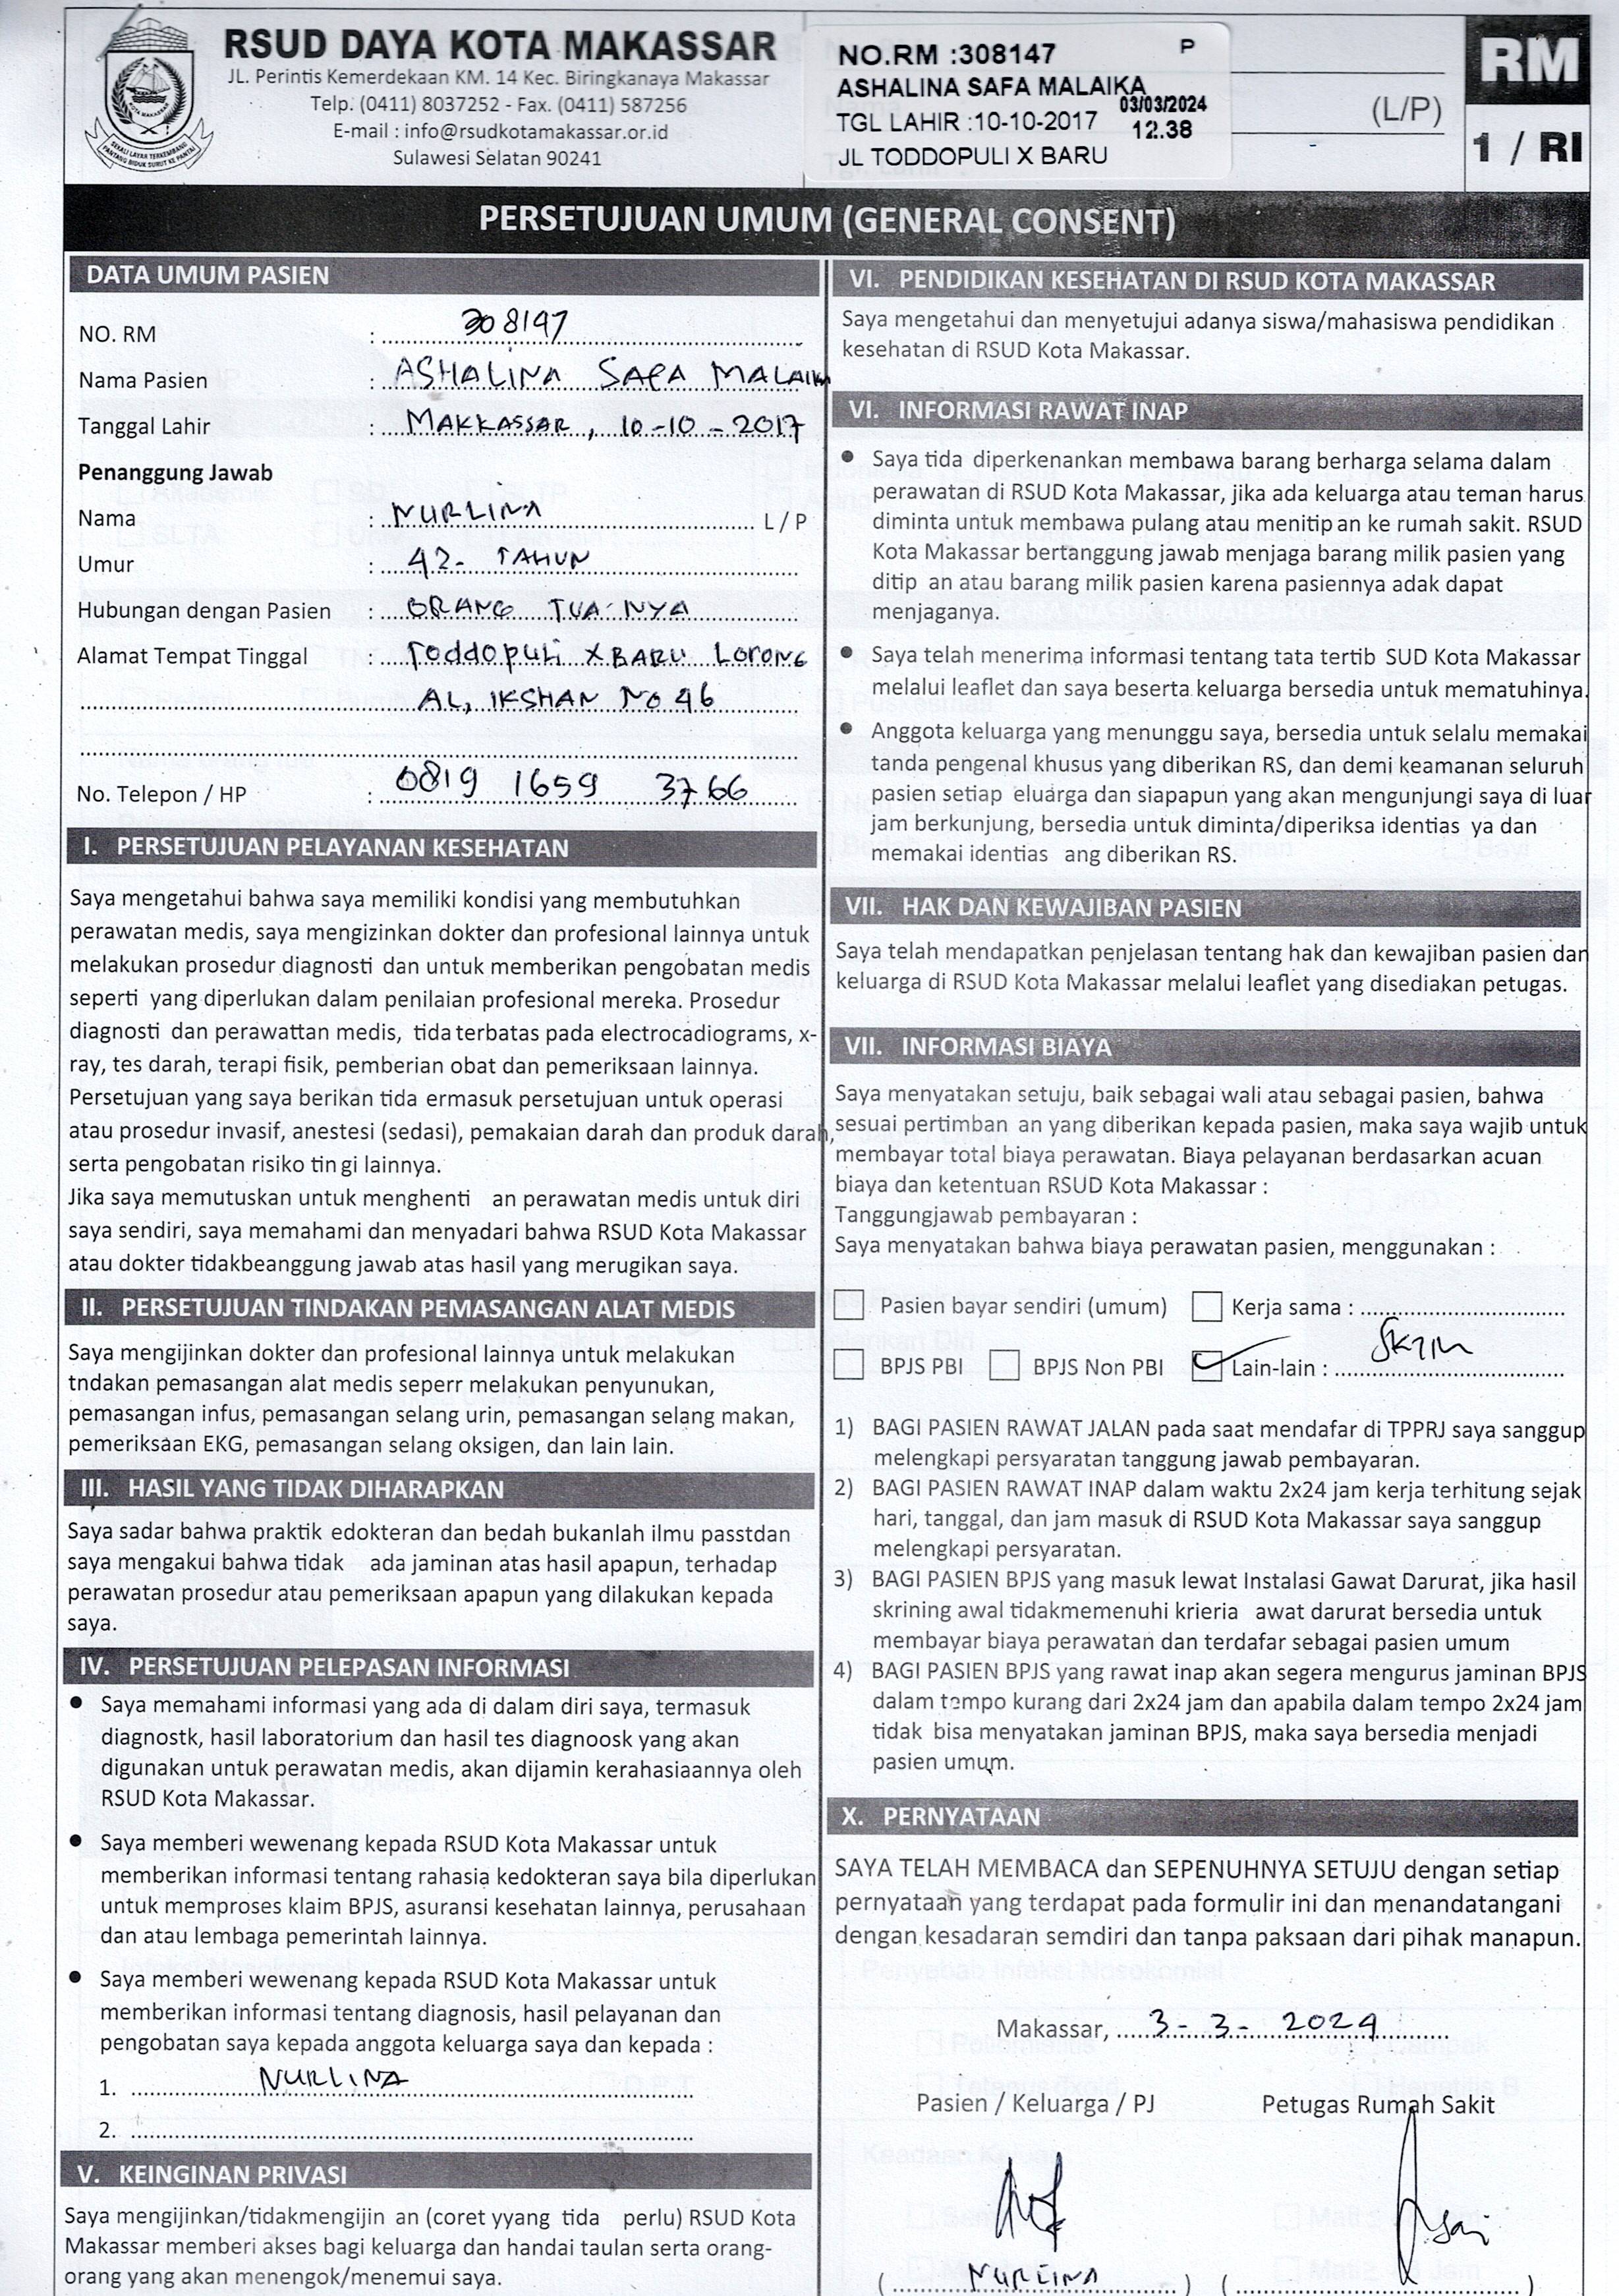 RSUD DAYA KOTA MAKASSAR
JL. Perintis Kemerdekaan KM. 14 Kec. Biringkanaya Makassar
Telp. (0411) 8037252 - Fax. (0411) 587256
E-mail : info@rsudkotamakassar.or.id
Sulawesi Selatan 90241
NO.RM :308147 P
ASHALINA SAFA MALAIKA
03/03/2024
TGL LAHIR :10-10-2017 12.38
JL TODDOPULI X BARU
(L/P)
RM
1 / RI
PERSETUJUAN UMUM (GENERAL CONSENT)
DATA UMUM PASIEN
NO. RM : 308147
Nama Pasien : ASHALINA SAFA MALAIKA
Tanggal Lahir : MAKKASSAR, 10-10-2017
Penanggung Jawab
Nama : NURLINA L / P
Umur : 42- TAHUN
Hubungan dengan Pasien : ORANG TUA NYA
Alamat Tempat Tinggal : Toddopuli X BARU LORONG
AL, IKSHAN NO 46
No. Telepon / HP : 0819 1659 3766
I. PERSETUJUAN PELAYANAN KESEHATAN
Saya mengetahui bahwa saya memiliki kondisi yang membutuhkan
perawatan medis, saya mengizinkan dokter dan profesional lainnya untuk
melakukan prosedur diagnosti dan untuk memberikan pengobatan medis
seperti yang diperlukan dalam penilaian profesional mereka. Prosedur
diagnosti dan perawattan medis, tida terbatas pada electrocadiograms, x-
ray, tes darah, terapi fisik, pemberian obat dan pemeriksaan lainnya.
Persetujuan yang saya berikan tida ermasuk persetujuan untuk operasi
atau prosedur invasif, anestesi (sedasi), pemakaian darah dan produk darah,
serta pengobatan risiko tin gi lainnya.
Jika saya memutuskan untuk menghenti an perawatan medis untuk diri
saya sendiri, saya memahami dan menyadari bahwa RSUD Kota Makassar
atau dokter tidakbeanggung jawab atas hasil yang merugikan saya.
II. PERSETUJUAN TINDAKAN PEMASANGAN ALAT MEDIS
Saya mengijinkan dokter dan profesional lainnya untuk melakukan
tndakan pemasangan alat medis seperr melakukan penyunukan,
pemasangan infus, pemasangan selang urin, pemasangan selang makan,
pemeriksaan EKG, pemasangan selang oksigen, dan lain lain.
III. HASIL YANG TIDAK DIHARAPKAN
Saya sadar bahwa praktik edokteran dan bedah bukanlah ilmu passtdan
saya mengakui bahwa tidak ada jaminan atas hasil apapun, terhadap
perawatan prosedur atau pemeriksaan apapun yang dilakukan kepada
saya.
IV. PERSETUJUAN PELEPASAN INFORMASI
• Saya memahami informasi yang ada di dalam diri saya, termasuk
diagnostk, hasil laboratorium dan hasil tes diagnoosk yang akan
digunakan untuk perawatan medis, akan dijamin kerahasiaannya oleh
RSUD Kota Makassar.
• Saya memberi wewenang kepada RSUD Kota Makassar untuk
memberikan informasi tentang rahasia kedokteran saya bila diperlukan
untuk memproses klaim BPJS, asuransi kesehatan lainnya, perusahaan
dan atau lembaga pemerintah lainnya.
• Saya memberi wewenang kepada RSUD Kota Makassar untuk
memberikan informasi tentang diagnosis, hasil pelayanan dan
pengobatan saya kepada anggota keluarga saya dan kepada :
1. NURLINA
2.
V. KEINGINAN PRIVASI
Saya mengijinkan/tidakmengijin an (coret yyang tida perlu) RSUD Kota
Makassar memberi akses bagi keluarga dan handai taulan serta orang-
orang yang akan menengok/menemui saya.
VI. PENDIDIKAN KESEHATAN DI RSUD KOTA MAKASSAR
Saya mengetahui dan menyetujui adanya siswa/mahasiswa pendidikan
kesehatan di RSUD Kota Makassar.
VI. INFORMASI RAWAT INAP
• Saya tida diperkenankan membawa barang berharga selama dalam
perawatan di RSUD Kota Makassar, jika ada keluarga atau teman harus
diminta untuk membawa pulang atau menitip an ke rumah sakit. RSUD
Kota Makassar bertanggung jawab menjaga barang milik pasien yang
ditip an atau barang milik pasien karena pasiennya adak dapat
menjaganya.
• Saya telah menerima informasi tentang tata tertib SUD Kota Makassar
melalui leaflet dan saya beserta keluarga bersedia untuk mematuhinya.
• Anggota keluarga yang menunggu saya, bersedia untuk selalu memakai
tanda pengenal khusus yang diberikan RS, dan demi keamanan seluruh
pasien setiap eluarga dan siapapun yang akan mengunjungi saya di luar
jam berkunjung, bersedia untuk diminta/diperiksa identias ya dan
memakai identias ang diberikan RS.
VII. HAK DAN KEWAJIBAN PASIEN
Saya telah mendapatkan penjelasan tentang hak dan kewajiban pasien dan
keluarga di RSUD Kota Makassar melalui leaflet yang disediakan petugas.
VII. INFORMASI BIAYA
Saya menyatakan setuju, baik sebagai wali atau sebagai pasien, bahwa
sesuai pertimban an yang diberikan kepada pasien, maka saya wajib untuk
membayar total biaya perawatan. Biaya pelayanan berdasarkan acuan
biaya dan ketentuan RSUD Kota Makassar :
Tanggungjawab pembayaran :
Saya menyatakan bahwa biaya perawatan pasien, menggunakan :
Pasien bayar sendiri (umum) Kerja sama :
BPJS PBI BPJS Non PBI Lain-lain :
1) BAGI PASIEN RAWAT JALAN pada saat mendafar di TPPRJ saya sanggup
melengkapi persyaratan tanggung jawab pembayaran.
2) BAGI PASIEN RAWAT INAP dalam waktu 2x24 jam kerja terhitung sejak
hari, tanggal, dan jam masuk di RSUD Kota Makassar saya sanggup
melengkapi persyaratan.
3) BAGI PASIEN BPJS yang masuk lewat Instalasi Gawat Darurat, jika hasil
skrining awal tidakmemenuhi krieria awat darurat bersedia untuk
membayar biaya perawatan dan terdafar sebagai pasien umum
4) BAGI PASIEN BPJS yang rawat inap akan segera mengurus jaminan BPJS
dalam tempo kurang dari 2x24 jam dan apabila dalam tempo 2x24 jam
tidak bisa menyatakan jaminan BPJS, maka saya bersedia menjadi
pasien umum.
X. PERNYATAAN
SAYA TELAH MEMBACA dan SEPENUHNYA SETUJU dengan setiap
pernyataan yang terdapat pada formulir ini dan menandatangani
dengan kesadaran semdiri dan tanpa paksaan dari pihak manapun.
Makassar, 3-3-2024
Pasien / Keluarga / PJ Petugas Rumah Sakit
( NURLINA ) ( )